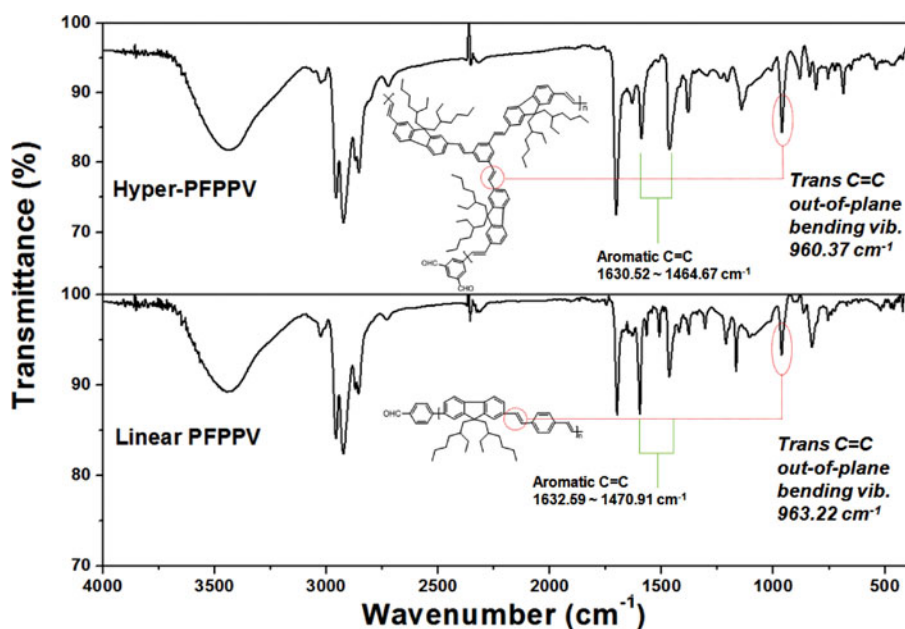 100
90
80
70
Hyper-PFPPV
n
CHO
CHO
Aromatic C=C
1630.52 ~ 1464.67 cm-1
Trans C=C
out-of-plane
bending vib.
960.37 cm-1
Transmittance (%)
100
90
80
70
Linear PFPPV
CHO
n
Aromatic C=C
1632.59 ~ 1470.91 cm-1
Trans C=C
out-of-plane
bending vib.
963.22 cm-1
4000 3500 3000 2500 2000 1500 1000 500
Wavenumber (cm-1)